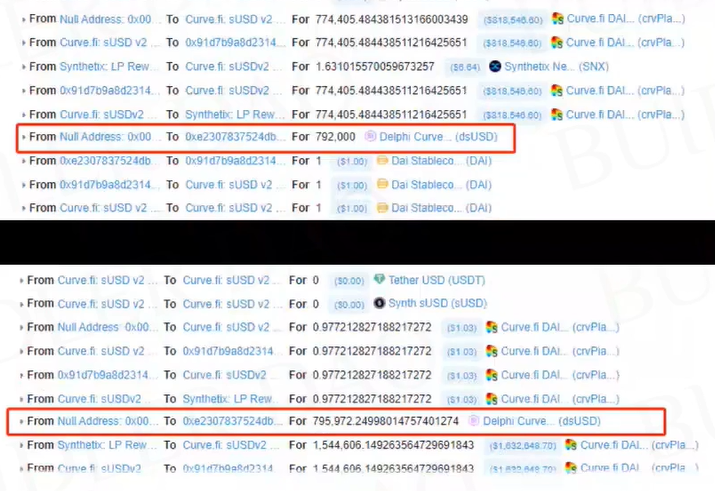 From Null Address: 0x00... To Curve.fi: sUSD v2 ... For 774,405.484381513166003439 ($818,546.60) Curve.fi DAI... (crvPla...)
From Curve.fi: sUSD v2 ... To 0x91d7b9a8d2314... For 774,405.484438511216425651 ($818,546.60) Curve.fi DAI... (crvPla...)
From Synthetix: LP Rew... To Curve.fi: sUSDv2 ... For 1.631015570059673257 ($6.64) Synthetix Ne... (SNX)
From 0x91d7b9a8d2314... To Curve.fi: sUSDv2 ... For 774,405.484438511216425651 ($818,546.60) Curve.fi DAI... (crvPla...)
From Curve.fi: sUSDv2 ... To Synthetix: LP Rew... For 774,405.484438511216425651 ($818,546.60) Curve.fi DAI... (crvPla...)
From Null Address: 0x00... To 0xe2307837524db... For 792,000 Delphi Curve... (dsUSD)
From 0xe2307837524db... To 0x91d7b9a8d2314... For 1 ($1.00) Dai Stableco... (DAI)
From 0x91d7b9a8d2314... To Curve.fi: sUSD v2 ... For 1 ($1.00) Dai Stableco... (DAI)
From Curve.fi: sUSD v2 ... To Curve.fi: sUSD v2 ... For 1 ($1.00) Dai Stableco... (DAI)
From Curve.fi: sUSD v2 ... To Curve.fi: sUSD v2 ... For 0 ($0.00) Tether USD (USDT)
From Curve.fi: sUSD v2 ... To Curve.fi: sUSD v2 ... For 0 ($0.00) Synth sUSD (sUSD)
From Null Address: 0x00... To Curve.fi: sUSD v2 ... For 0.977212827188217272 ($1.03) Curve.fi DAI... (crvPla...)
From Curve.fi: sUSD v2 ... To 0x91d7b9a8d2314... For 0.977212827188217272 ($1.03) Curve.fi DAI... (crvPla...)
From 0x91d7b9a8d2314... To Curve.fi: sUSDv2 ... For 0.977212827188217272 ($1.03) Curve.fi DAI... (crvPla...)
From Curve.fi: sUSDv2 ... To Synthetix: LP Rew... For 0.977212827188217272 ($1.03) Curve.fi DAI... (crvPla...)
From Null Address: 0x00... To 0xe2307837524db... For 795,972.24998014757401274 Delphi Curve... (dsUSD)
From Synthetix: LP Rew... To Curve.fi: sUSDv2 ... For 1,544,606.149263564729691843 ($1,632,648.70) Curve.fi DAI... (crvPla...)
From Curve.fi: sUSDv2 ... To 0x91d7b9a8d2314... For 1,544,606.149263564729691843 ($1,632,648.70) Curve.fi DAI... (crvPla...)